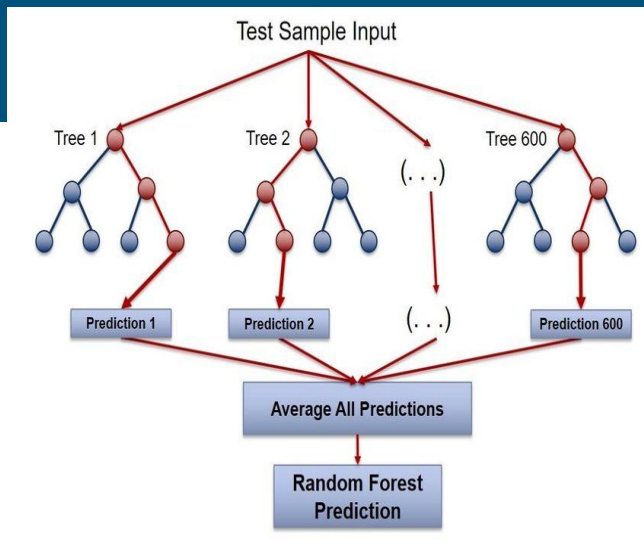 Test Sample Input
Tree 1
Tree 2
Tree 600
(. . .)
Prediction 1
Prediction 2
(. . .)
Prediction 600
Average All Predictions
Random Forest
Prediction